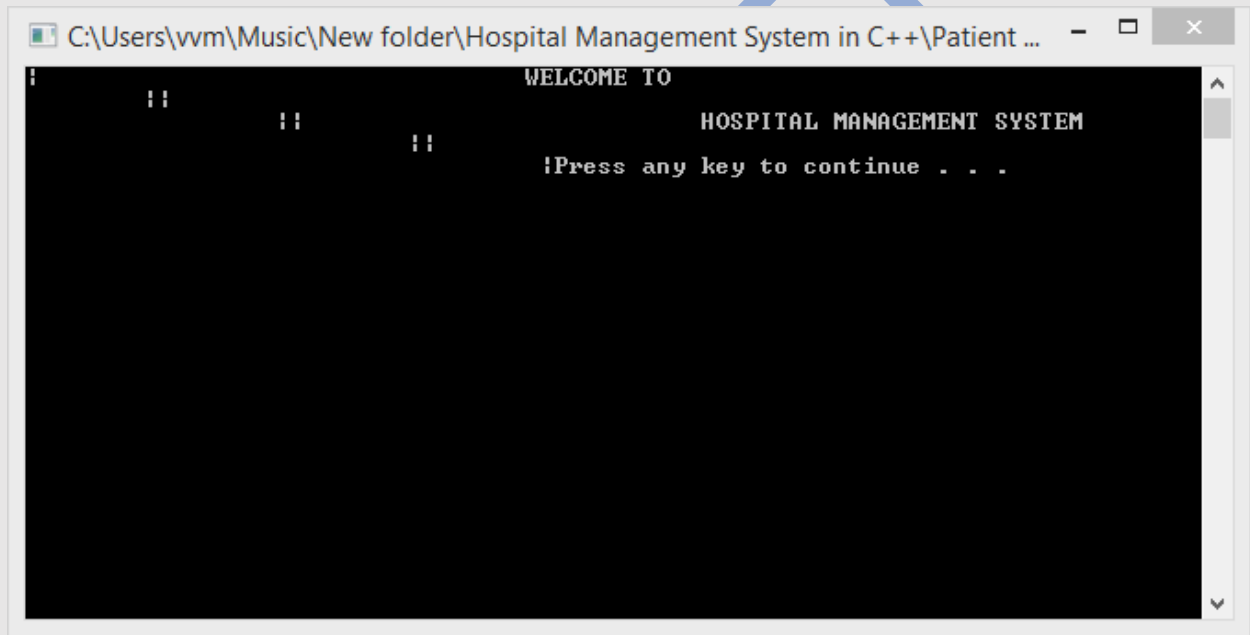 C:\Users\vvm\Music\New folder\Hospital Management System in C++\Patient ...
¦ WELCOME TO
¦¦
¦¦ HOSPITAL MANAGEMENT SYSTEM
¦¦
¦Press any key to continue . . .